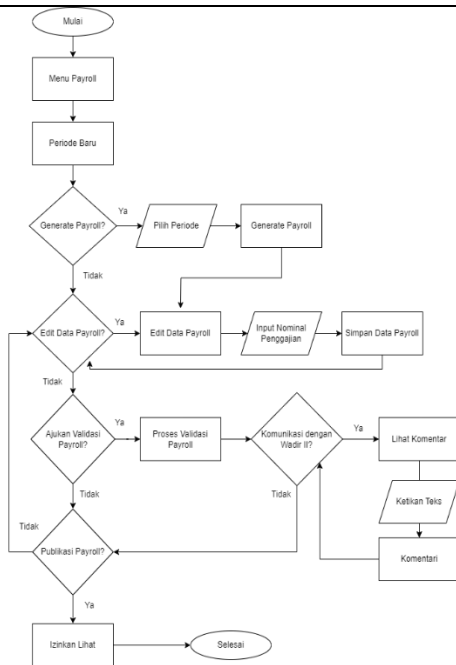 Mulai
Menu Payroll
Periode Baru
Generate Payroll?
Ya
Pilih Periode
Generate Payroll
Tidak
Edit Data Payroll?
Ya
Edit Data Payroll
Input Nominal
Penggajian
Simpan Data Payroll
Tidak
Ajukan Validasi
Payroll?
Ya
Proses Validasi
Payroll
Komunikasi dengan
Wadir II?
Ya
Lihat Komentar
Tidak
Tidak
Ketikan Teks
Tidak
Publikasi Payroll?
Komentari
Ya
Izinkan Lihat
Selesai